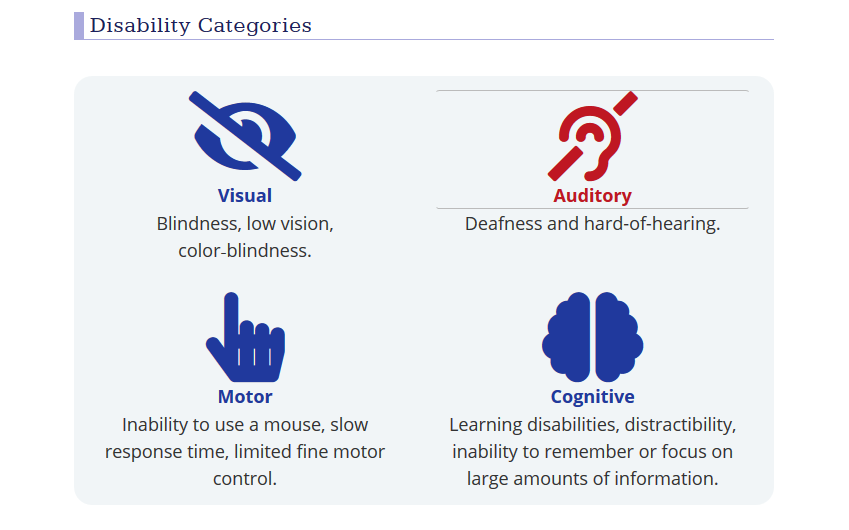 Disability Categories
Visual
Blindness, low vision,
color-blindness.
Auditory
Deafness and hard-of-hearing.
Motor
Inability to use a mouse, slow
response time, limited fine motor
control.
Cognitive
Learning disabilities, distractibility,
inability to remember or focus on
large amounts of information.